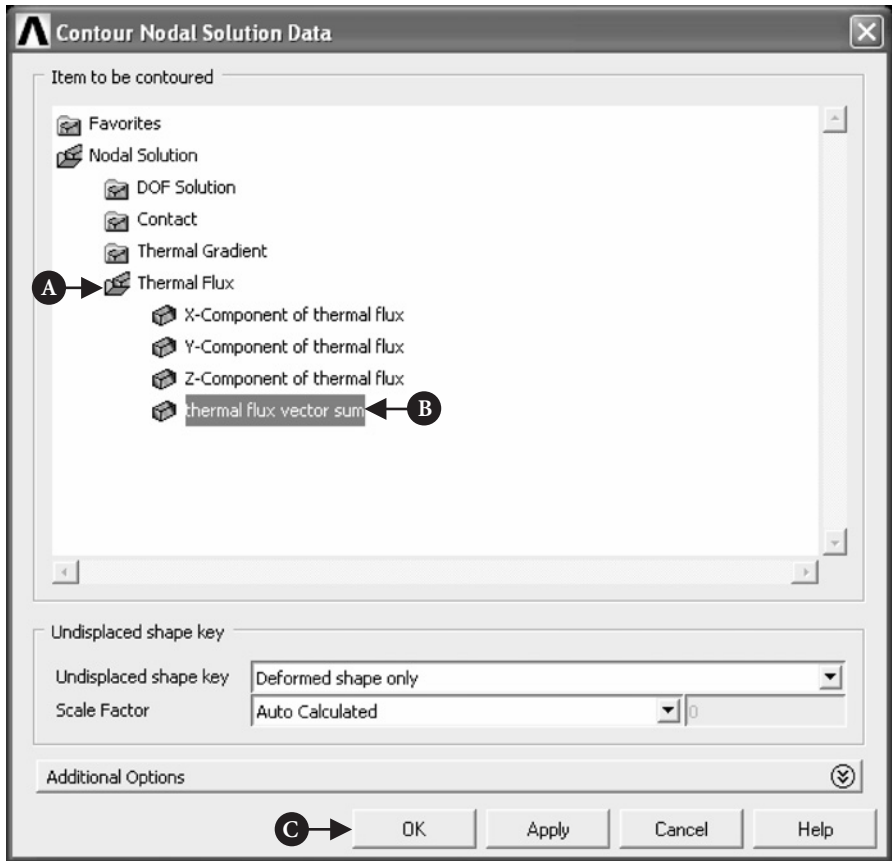 Contour Nodal Solution Data
Item to be contoured
Favorites
Nodal Solution
DOF Solution
Contact
Thermal Gradient
A Thermal Flux
X-Component of thermal flux
Y-Component of thermal flux
Z-Component of thermal flux
thermal flux vector sum B
Undisplaced shape key
Undisplaced shape key Deformed shape only
Scale Factor Auto Calculated 0
Additional Options
C OK Apply Cancel Help